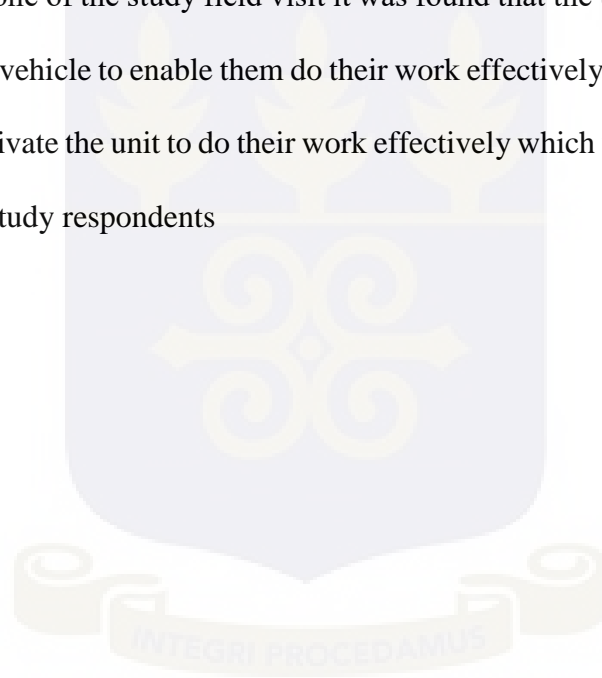 one of the study field visit it was found that the
vehicle to enable them do their work effectively
ivate the unit to do their work effectively which
tudy respondents
INTEGRI PROCEDAMUS